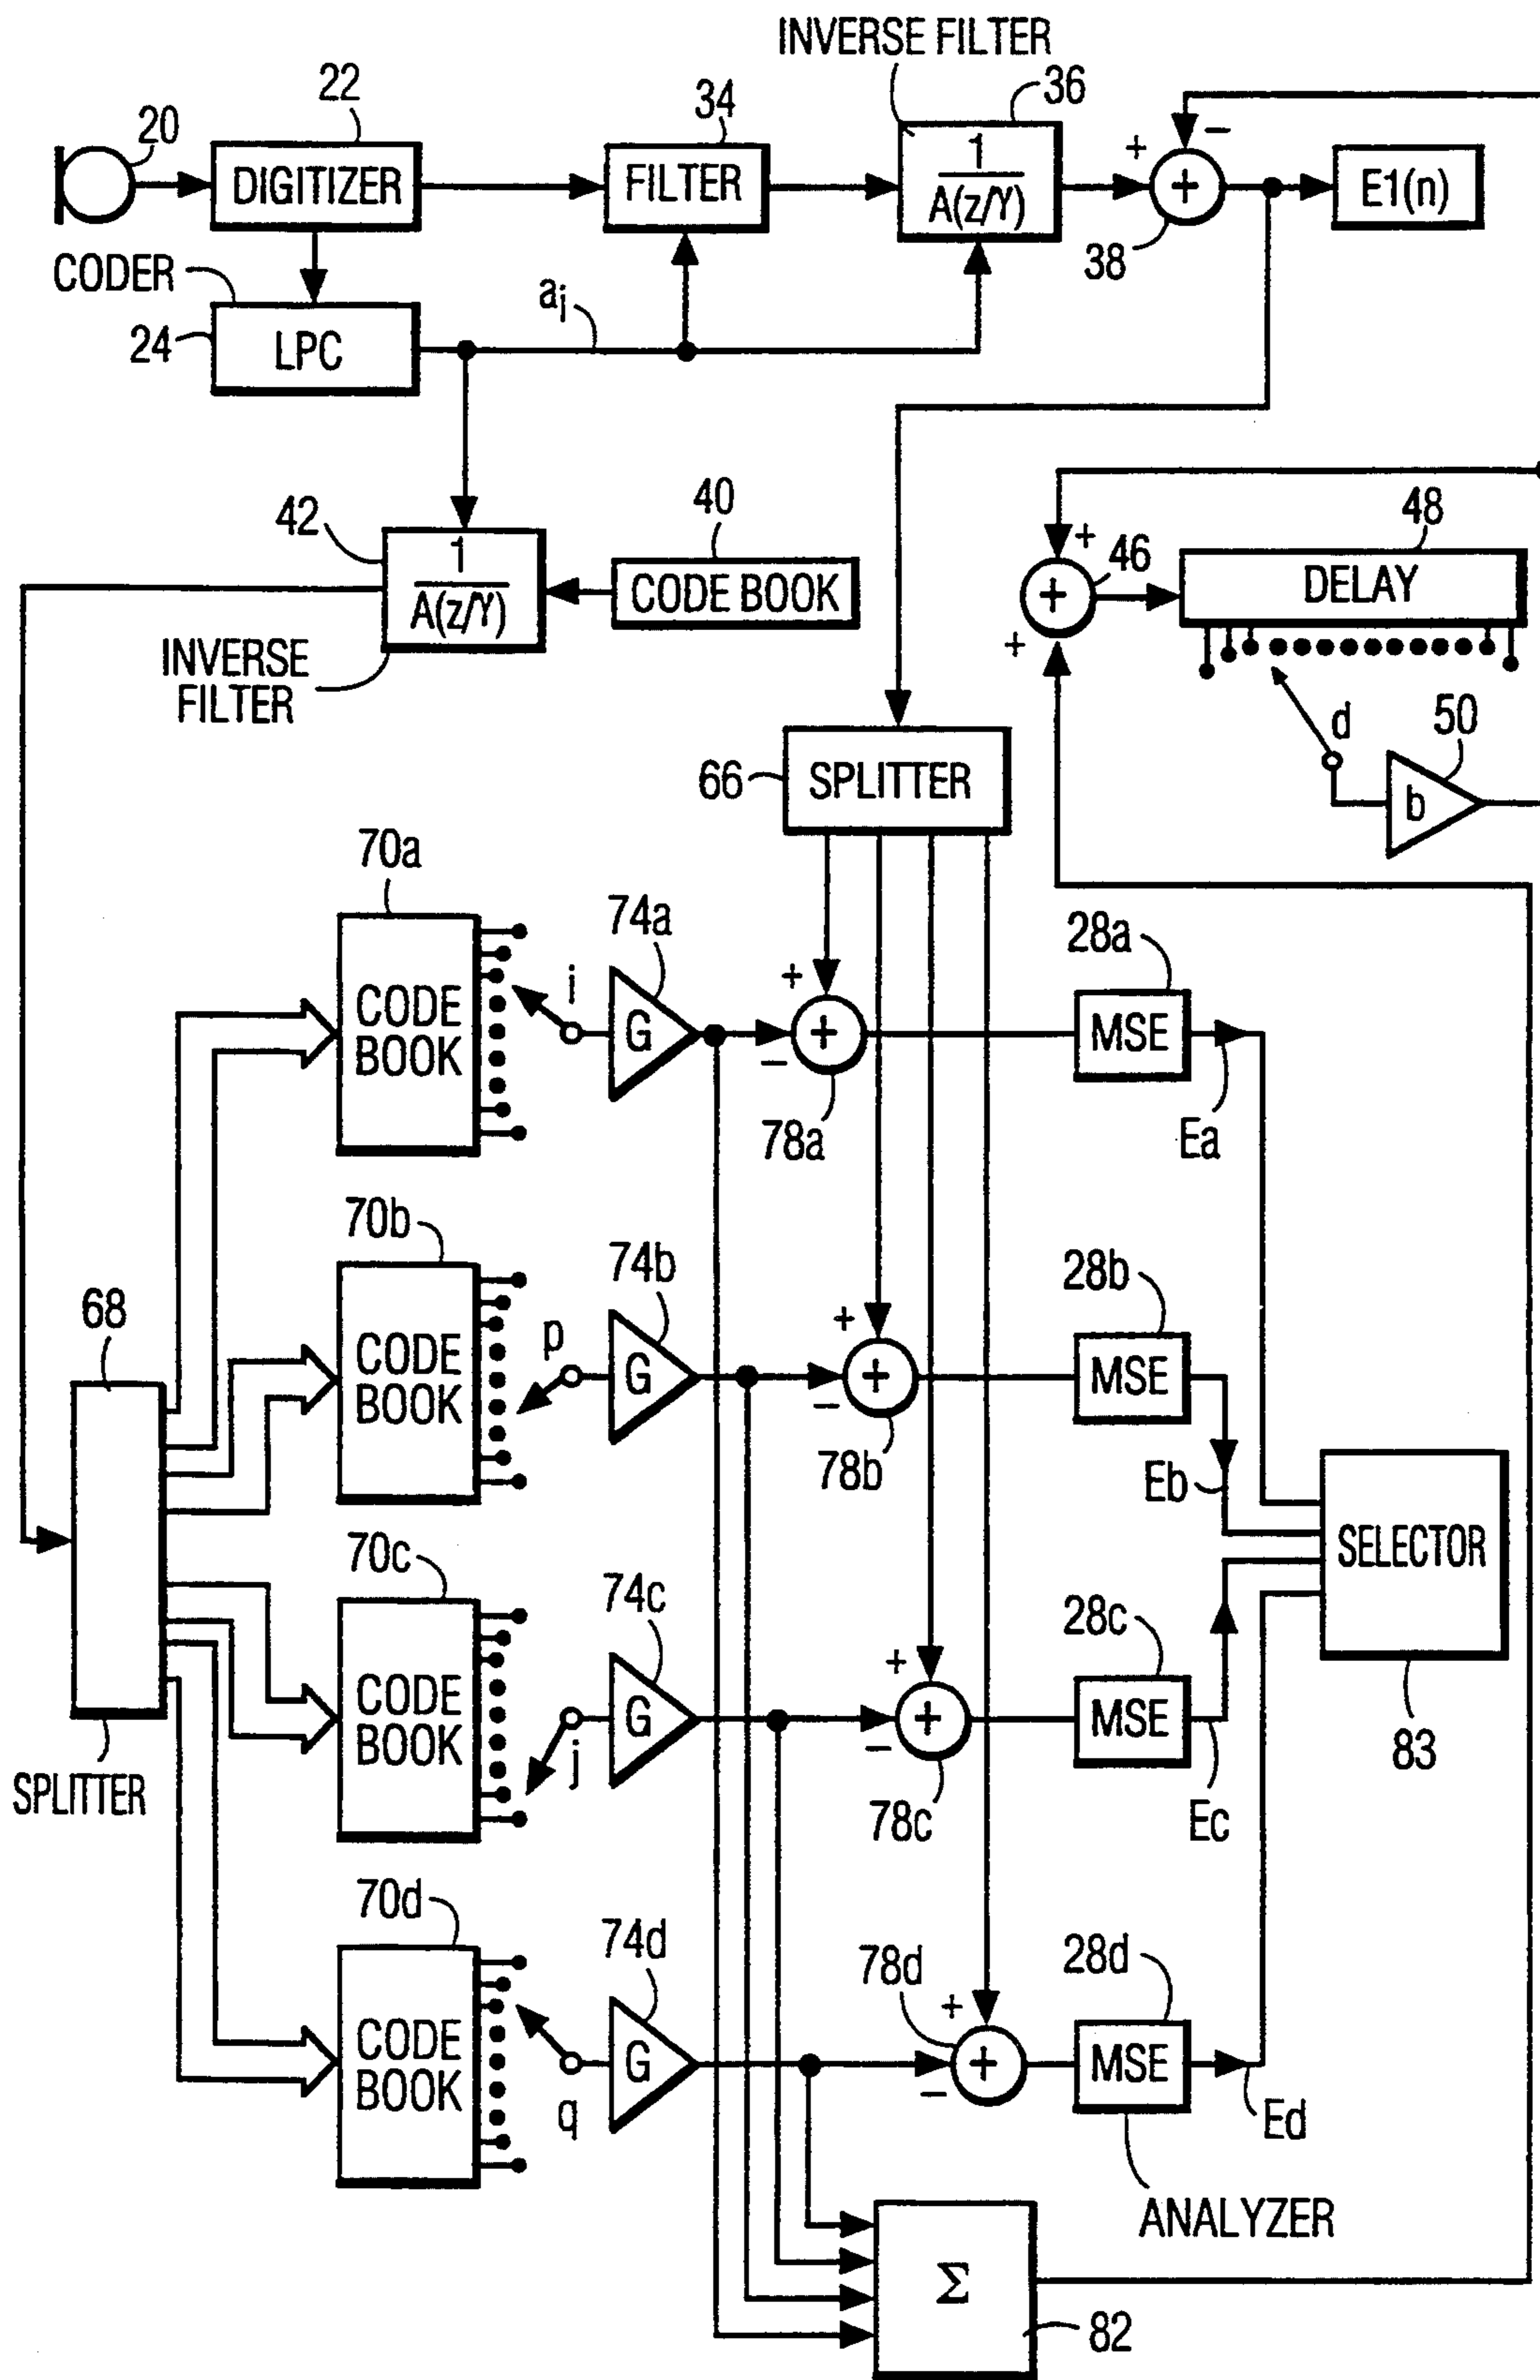 INVERSE FILTER
20
22
34
36
DIGITIZER
FILTER
1
A(z/γ)
+
−
+
38
E1(n)
CODER
24
LPC
ai
42
1
A(z/γ)
40
CODE BOOK
INVERSE
FILTER
+
46
+
+
48
DELAY
d
50
b
66
SPLITTER
70a
CODE
BOOK
i
74a
G
+
+
−
78a
28a
MSE
Ea
70b
CODE
BOOK
p
74b
G
+
+
−
78b
28b
MSE
Eb
68
SPLITTER
SELECTOR
83
70c
CODE
BOOK
j
74c
G
+
+
−
78c
28c
MSE
Ec
70d
CODE
BOOK
q
74d
G
78d
+
+
−
28d
MSE
Ed
ANALYZER
Σ
82